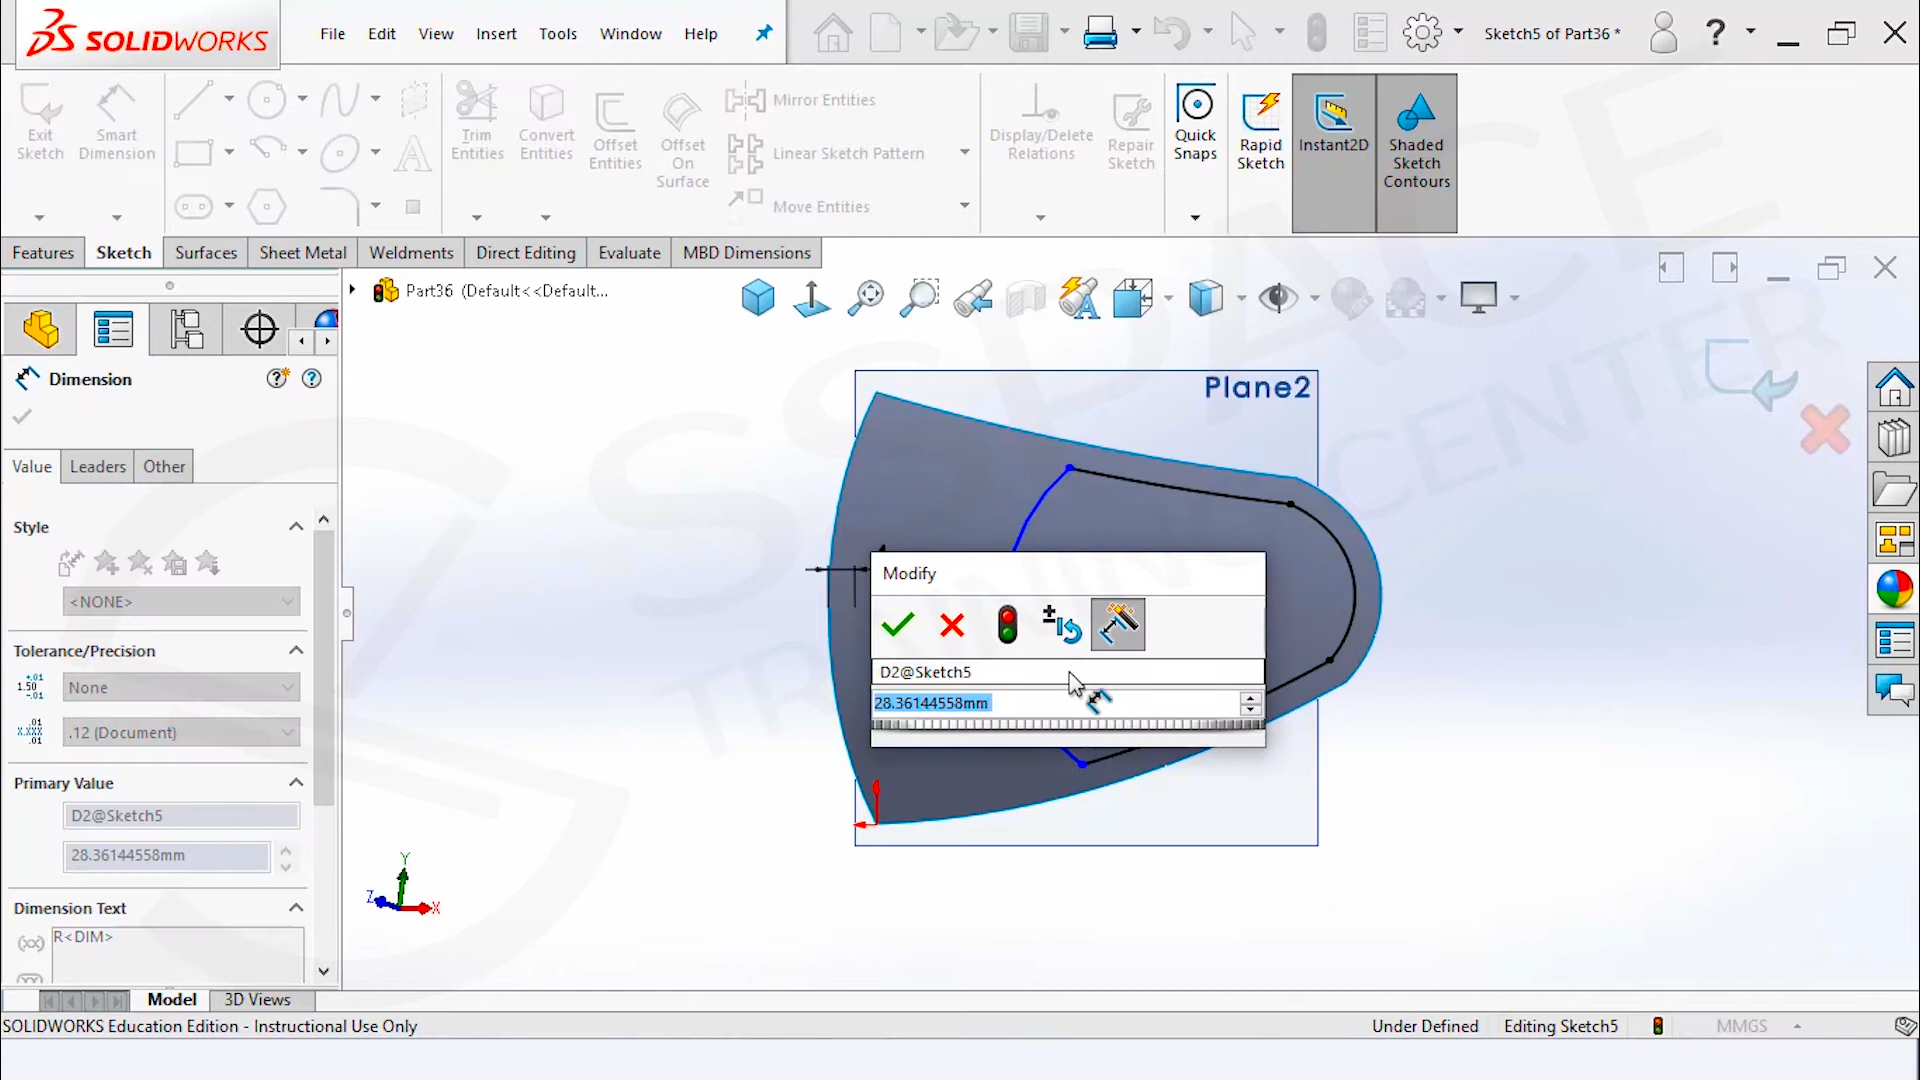 SOLIDWORKS
File Edit View Insert Tools Window Help
Sketch5 of Part36 *
?
Exit Sketch
Smart Dimension
Trim Entities
Convert Entities
Offset Entities
Offset On Surface
Mirror Entities
Linear Sketch Pattern
Move Entities
Display/Delete Relations
Repair Sketch
Quick Snaps
Rapid Sketch
Instant2D
Shaded Sketch Contours
Features Sketch Surfaces Sheet Metal Weldments Direct Editing Evaluate MBD Dimensions
Part36 (Default<<Default...
Dimension
Value Leaders Other
Style
<NONE>
Tolerance/Precision
None
.12 (Document)
Primary Value
D2@Sketch5
28.36144558mm
Dimension Text
R<DIM>
Plane2
Modify
D2@Sketch5
28.36144558mm
Y
Z
X
SSPACE
TRAINING CENTER
Model 3D Views
SOLIDWORKS Education Edition - Instructional Use Only
Under Defined Editing Sketch5 MMGS